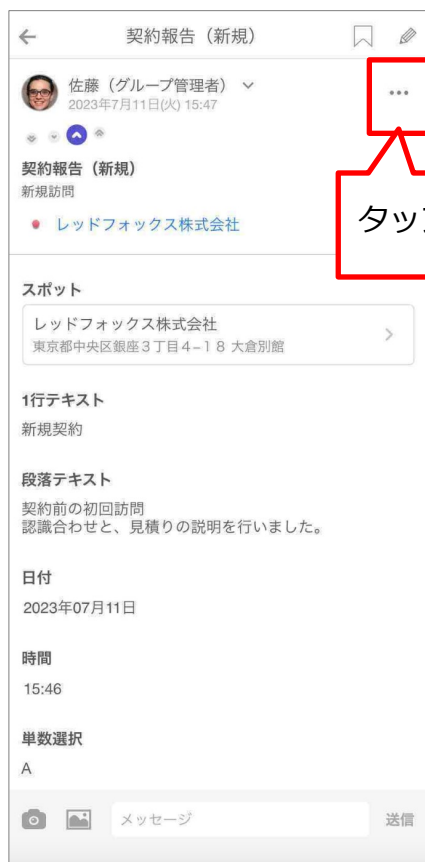 契約報告（新規）
佐藤（グループ管理者）
2023年7月11日(火) 15:47
契約報告（新規）
新規訪問
レッドフォックス株式会社
スポット
レッドフォックス株式会社
東京都中央区銀座３丁目４−１８ 大倉別館
1行テキスト
新規契約
段落テキスト
契約前の初回訪問
認識合わせと、見積りの説明を行いました。
日付
2023年07月11日
時間
15:46
単数選択
A
メッセージ
送信